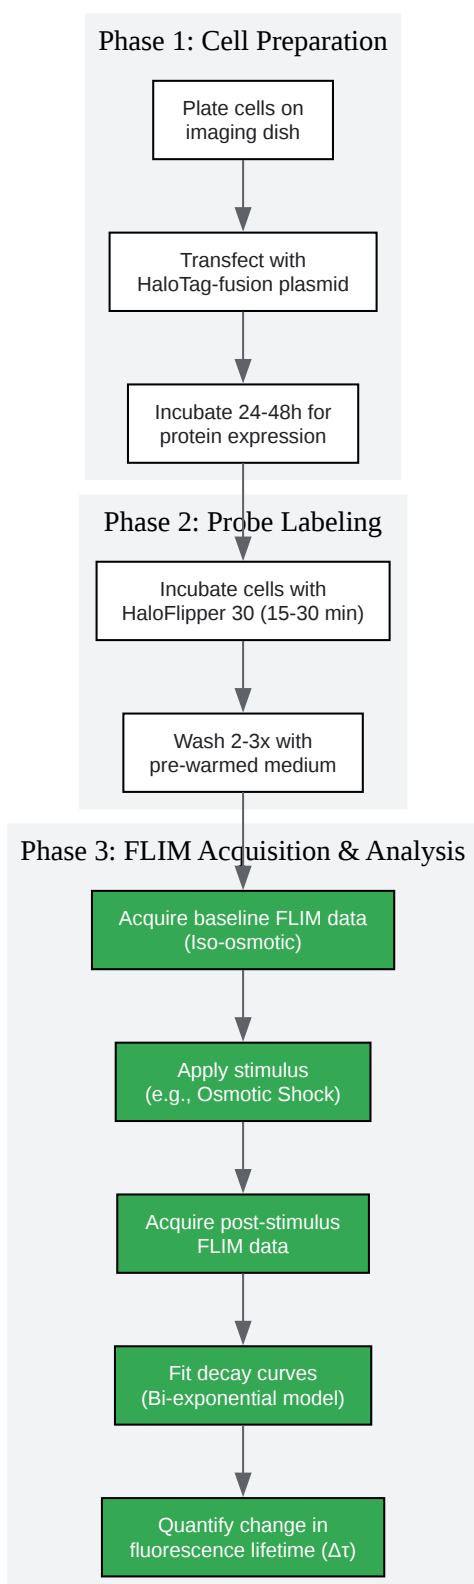 Phase 1: Cell Preparation
Plate cells on
imaging dish
Transfect with
HaloTag-fusion plasmid
Incubate 24-48h for
protein expression
Phase 2: Probe Labeling
Incubate cells with
HaloFlipper 30 (15-30 min)
Wash 2-3x with
pre-warmed medium
Phase 3: FLIM Acquisition & Analysis
Acquire baseline FLIM data
(Iso-osmotic)
Apply stimulus
(e.g., Osmotic Shock)
Acquire post-stimulus
FLIM data
Fit decay curves
(Bi-exponential model)
Quantify change in
fluorescence lifetime (Δτ)